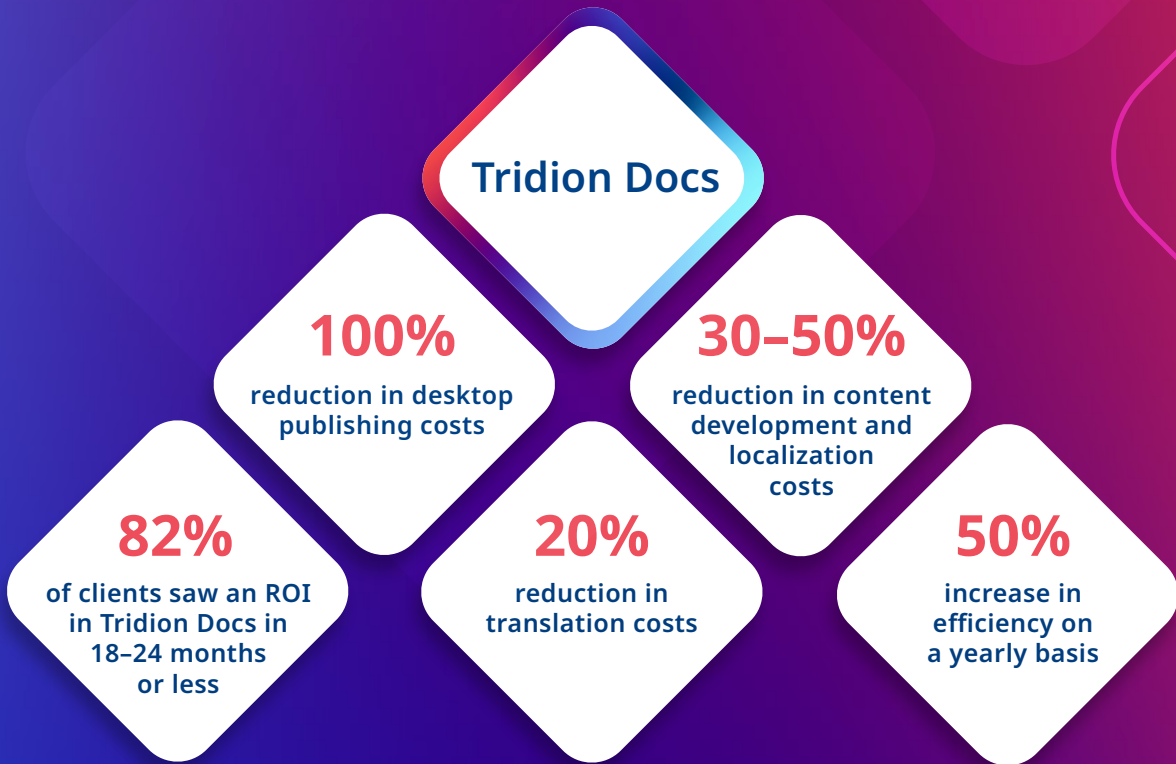 Tridion Docs
100%
reduction in desktop
publishing costs
30–50%
reduction in content
development and
localization
costs
82%
of clients saw an ROI
in Tridion Docs in
18–24 months
or less
20%
reduction in
translation costs
50%
increase in
efficiency on
a yearly basis